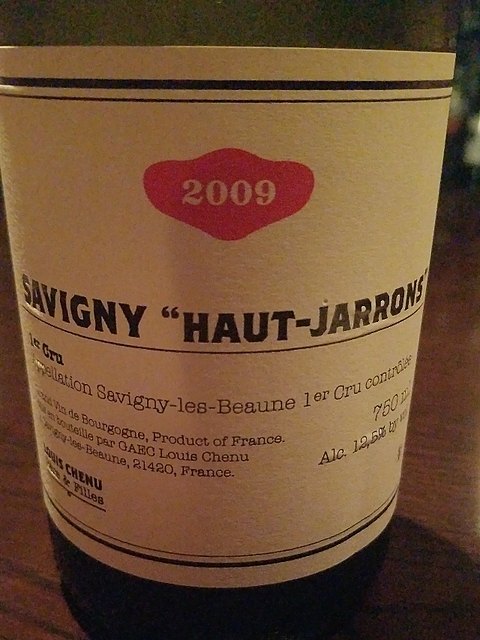 2009
SAVIGNY "HAUT-JARRONS"
1er Cru
Appellation Savigny-les-Beaune 1er Cru contrôlée
750 ml
Vin de Bourgogne, Product of France.
en bouteille par GAEC Louis Chenu
Alc. 12,5% by vol
Savigny-les-Beaune, 21420, France.
LOUIS CHENU
& Filles